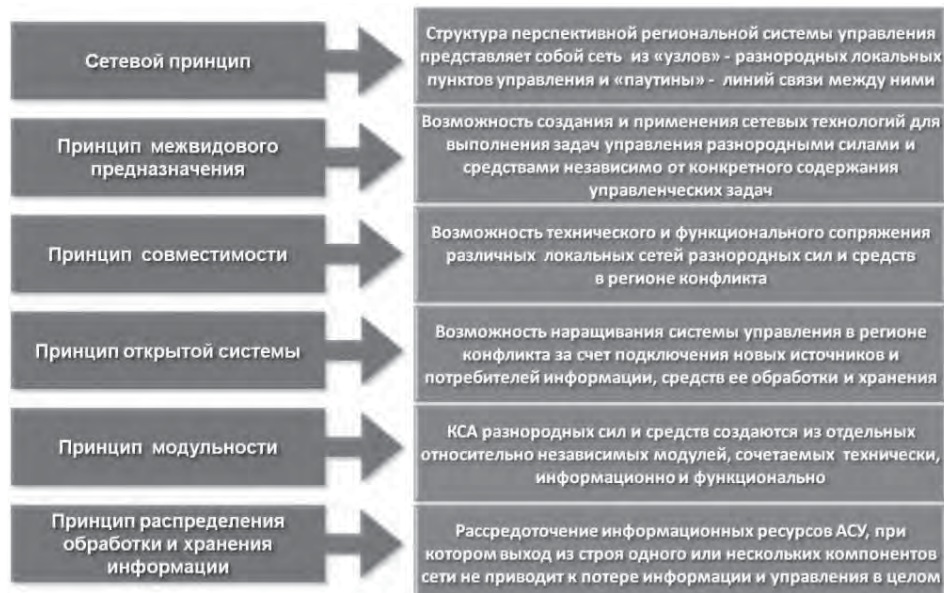 Сетевой принцип
Структура перспективной региональной системы управления
представляет собой сеть из «узлов» - разнородных локальных
пунктов управления и «паутины» - линий связи между ними
Принцип межвидового
предназначения
Возможность создания и применения сетевых технологий для
выполнения задач управления разнородными силами и
средствами независимо от конкретного содержания
управленческих задач
Принцип совместимости
Возможность технического и функционального сопряжения
различных локальных сетей разнородных сил и средств
в регионе конфликта
Принцип открытой системы
Возможность наращивания системы управления в регионе
конфликта за счет подключения новых источников и
потребителей информации, средств ее обработки и хранения
Принцип модульности
КСА разнородных сил и средств создаются из отдельных
относительно независимых модулей, сочетаемых технически,
информационно и функционально
Принцип распределения
обработки и хранения
информации
Рассредоточение информационных ресурсов АСУ, при
котором выход из строя одного или нескольких компонентов
сети не приводит к потере информации и управления в целом